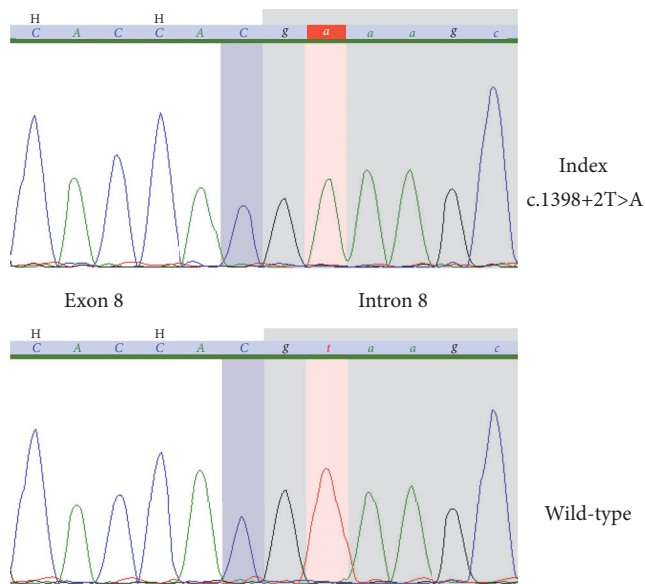 H H
C A C C A C g a a a g c
Index
c.1398+2T>A
Exon 8 Intron 8
H H
C A C C A C g t a a g c
Wild-type